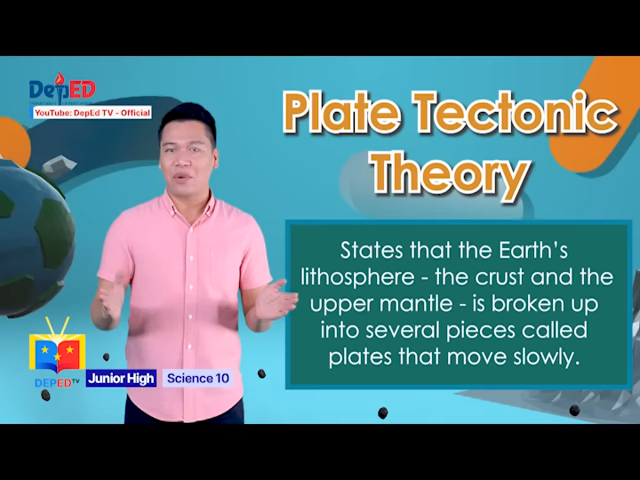 DepED
YouTube: DepEd TV - Official
Plate Tectonic
Theory
States that the Earth's
lithosphere - the crust and the
upper mantle - is broken up
into several pieces called
plates that move slowly.
DEPED TV
Junior High
Science 10